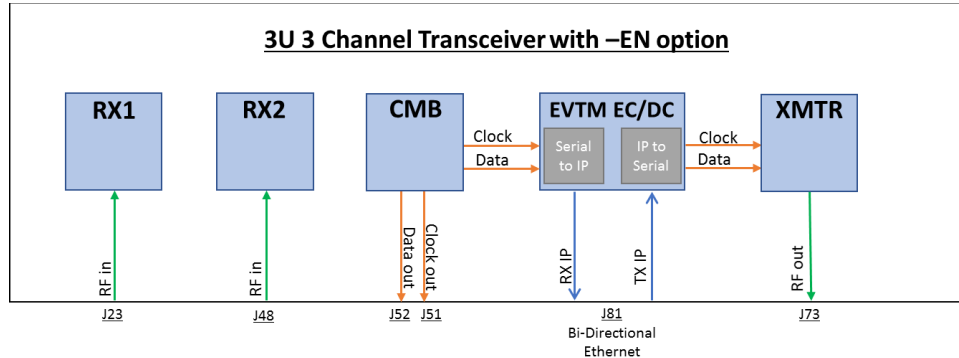 3U 3 Channel Transceiver with –EN option
RX1
RX2
CMB
EVTM EC/DC
XMTR
Clock
Data
Serial
to IP
IP to
Serial
Clock
Data
RF in
RF in
Data out
Clock out
RX IP
TX IP
RF out
J23
J48
J52
J51
J81
J73
Bi-Directional
Ethernet